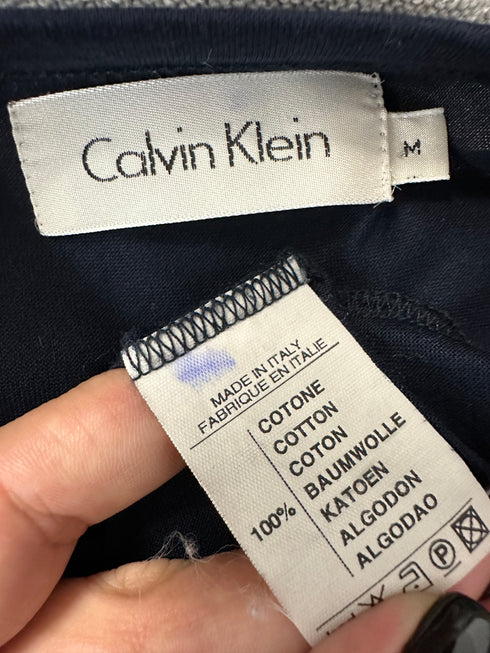 Calvin Klein
M
MADE IN ITALY
FABRIQUE EN ITALIE
100%
COTONE
COTTON
COTON
BAUMWOLLE
KATOEN
ALGODON
ALGODAO
P